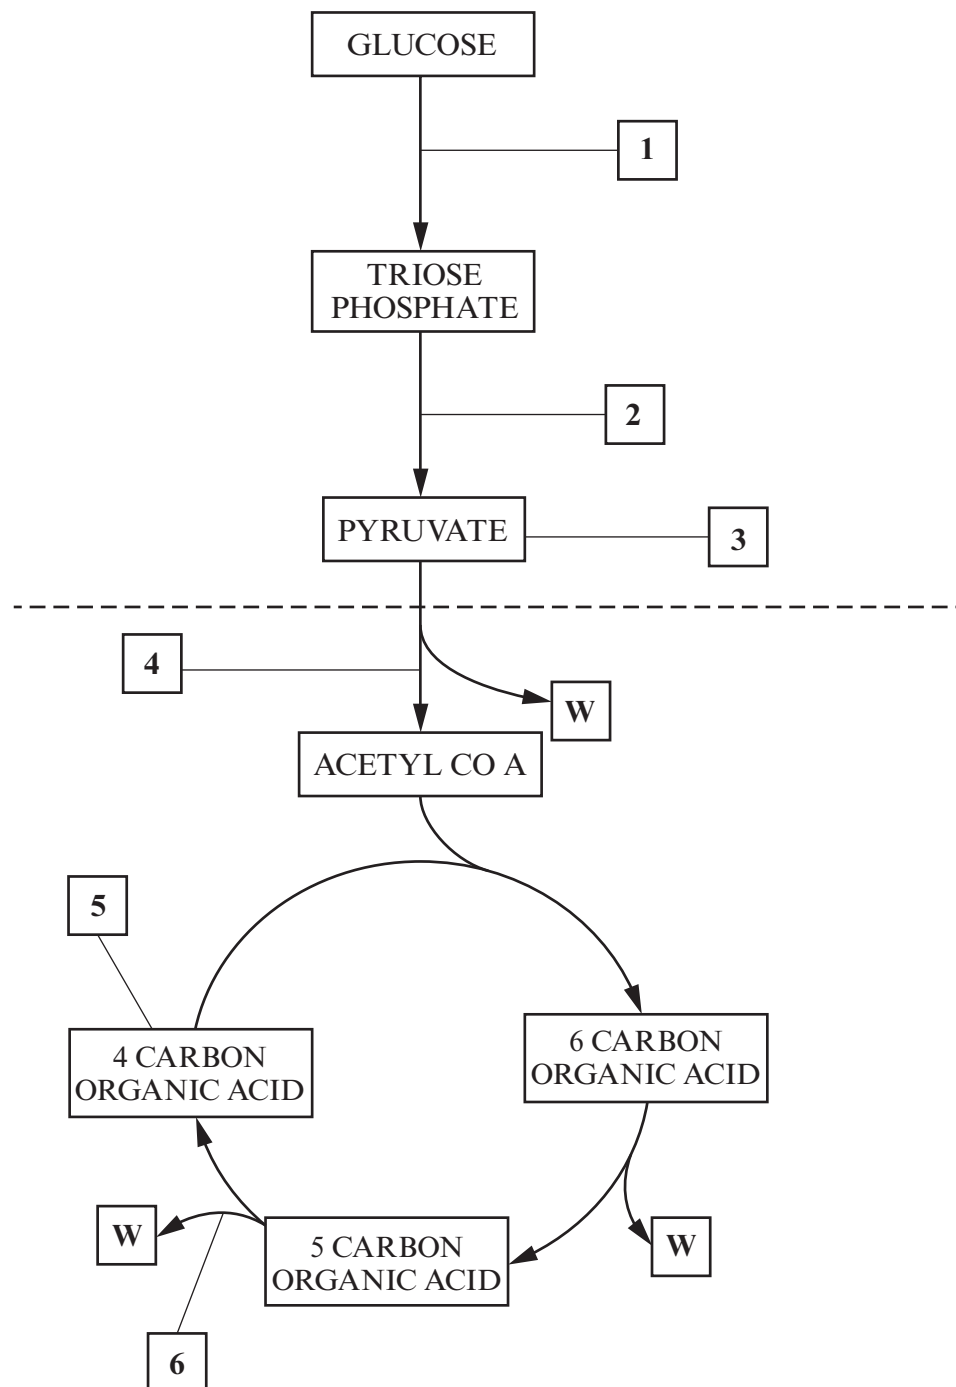 GLUCOSE
1
TRIOSE
PHOSPHATE
2
PYRUVATE
3
4
W
ACETYL CO A
5
4 CARBON
ORGANIC ACID
6 CARBON
ORGANIC ACID
W
5 CARBON
ORGANIC ACID
W
6